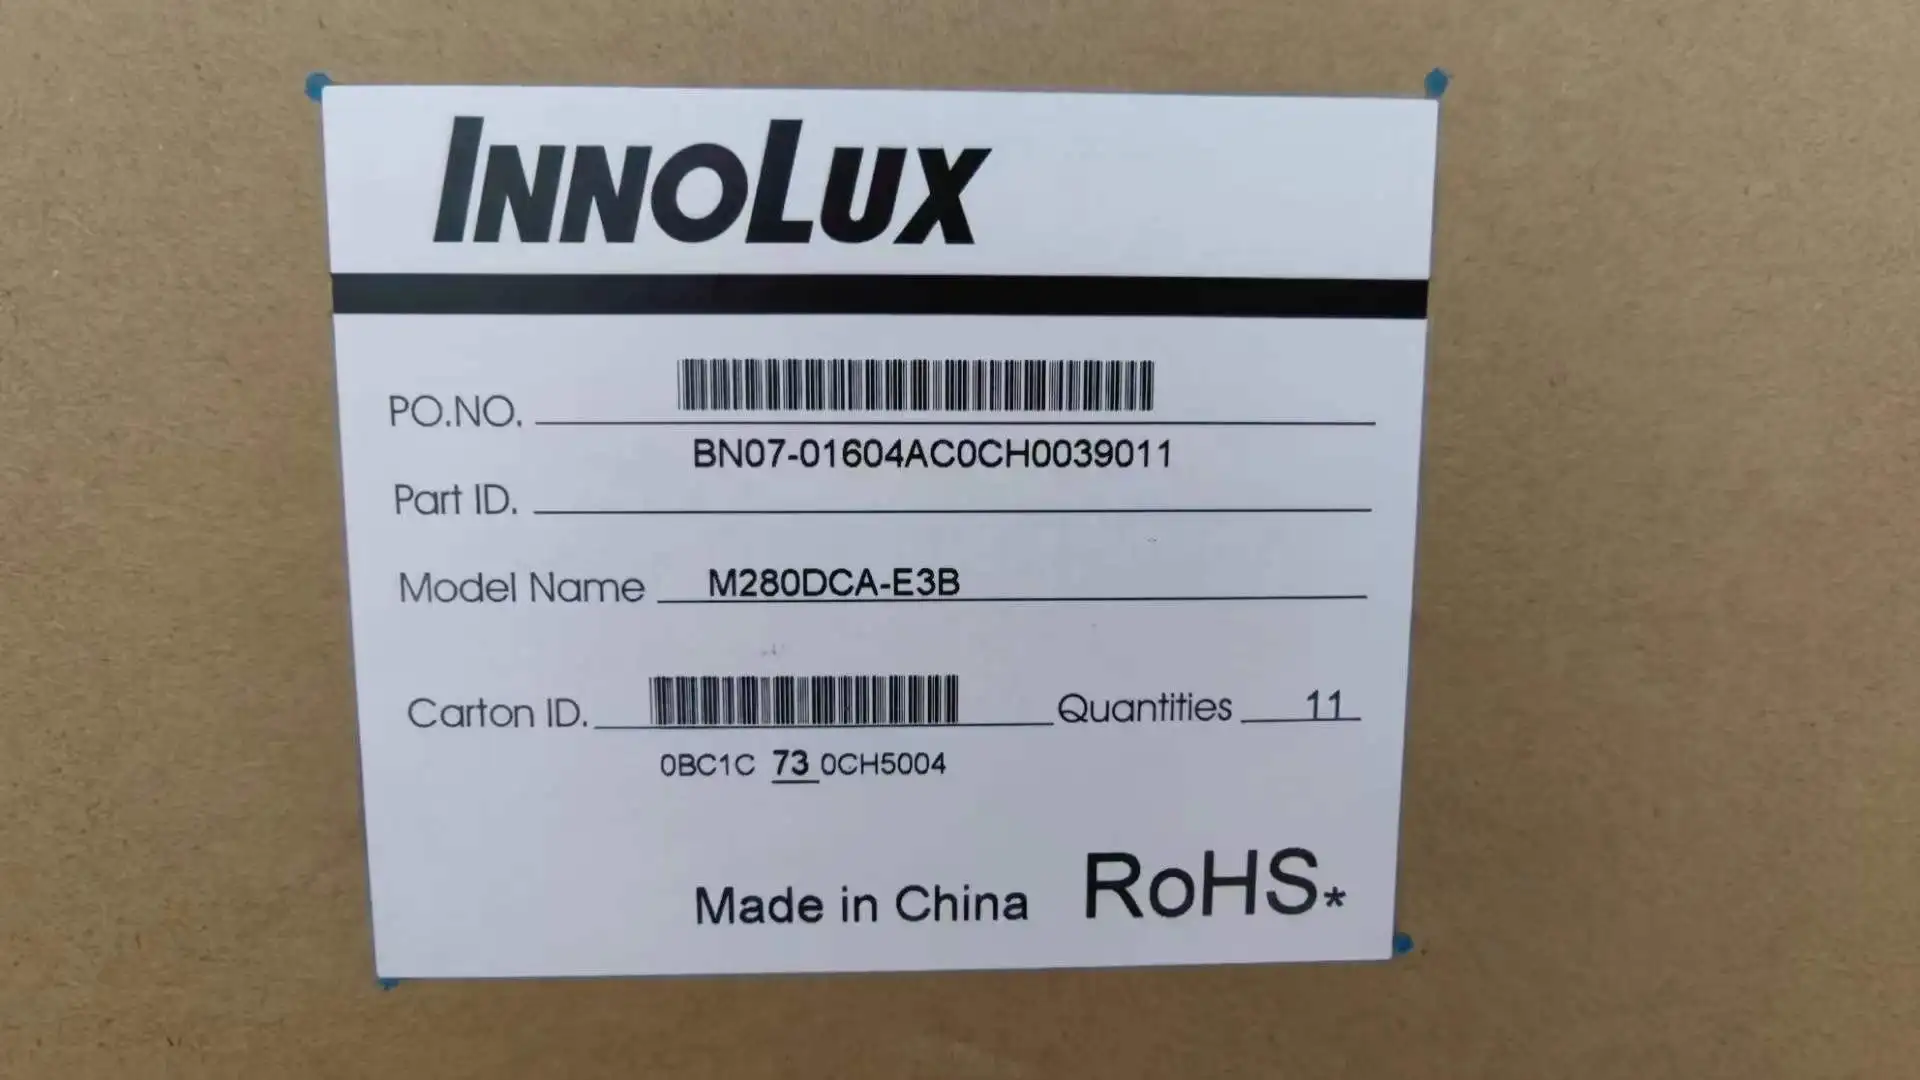 INNOLUX
PO.NO.
BN07-01604AC0CH0039011
Part ID.
Model Name M280DCA-E3B
Carton ID. Quantities 11
0BC1C 73 0CH5004
Made in China RoHS*